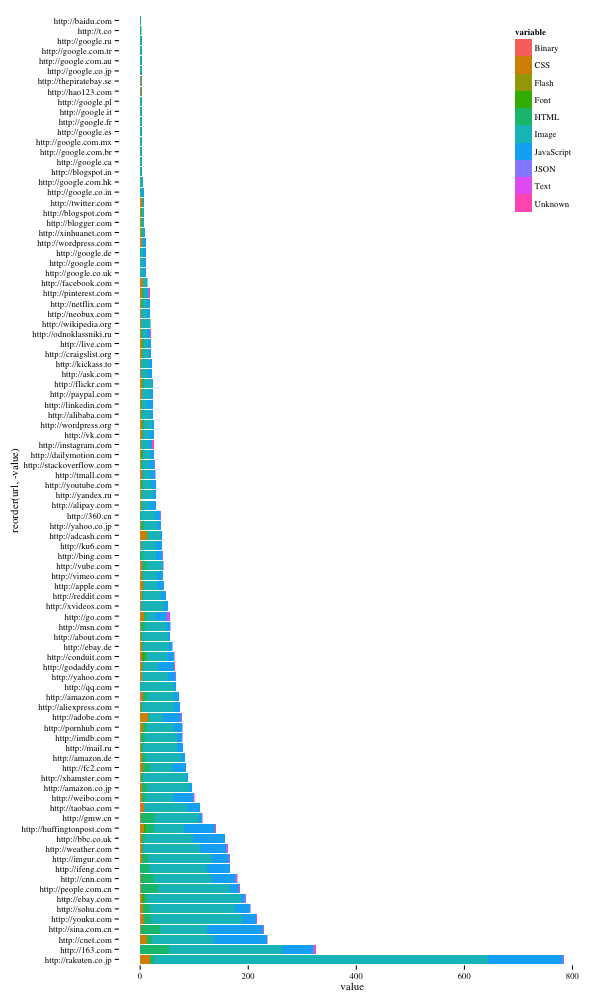 http://baidu.com
http://t.co
http://google.ru
http://google.com.tr
http://google.com.au
http://google.co.jp
http://thepiratebay.se
http://hao123.com
http://google.pl
http://google.it
http://google.fr
http://google.es
http://google.com.mx
http://google.com.br
http://google.ca
http://blogspot.in
http://google.com.hk
http://google.co.in
http://twitter.com
http://blogspot.com
http://blogger.com
http://xinhuanet.com
http://wordpress.com
http://google.de
http://google.com
http://google.co.uk
http://facebook.com
http://pinterest.com
http://netflix.com
http://neobux.com
http://wikipedia.org
http://odnoklassniki.ru
http://live.com
http://craigslist.org
http://kickass.to
http://ask.com
http://flickr.com
http://paypal.com
http://linkedin.com
http://alibaba.com
http://wordpress.org
http://vk.com
http://instagram.com
http://dailymotion.com
http://stackoverflow.com
http://tmall.com
http://youtube.com
http://yandex.ru
http://alipay.com
http://360.cn
http://yahoo.co.jp
http://adcash.com
http://ku6.com
http://bing.com
http://vube.com
http://vimeo.com
http://apple.com
http://reddit.com
http://xvideos.com
http://go.com
http://msn.com
http://about.com
http://ebay.de
http://conduit.com
http://godaddy.com
http://yahoo.com
http://qq.com
http://amazon.com
http://aliexpress.com
http://adobe.com
http://pornhub.com
http://imdb.com
http://mail.ru
http://amazon.de
http://fc2.com
http://xhamster.com
http://amazon.co.jp
http://weibo.com
http://taobao.com
http://gmw.cn
http://huffingtonpost.com
http://bbc.co.uk
http://weather.com
http://imgur.com
http://ifeng.com
http://cnn.com
http://people.com.cn
http://ebay.com
http://sohu.com
http://youku.com
http://sina.com.cn
http://cnet.com
http://163.com
http://rakuten.co.jp
reorder(url, -value)
0 200 400 600 800
value
variable
Binary
CSS
Flash
Font
HTML
Image
JavaScript
JSON
Text
Unknown